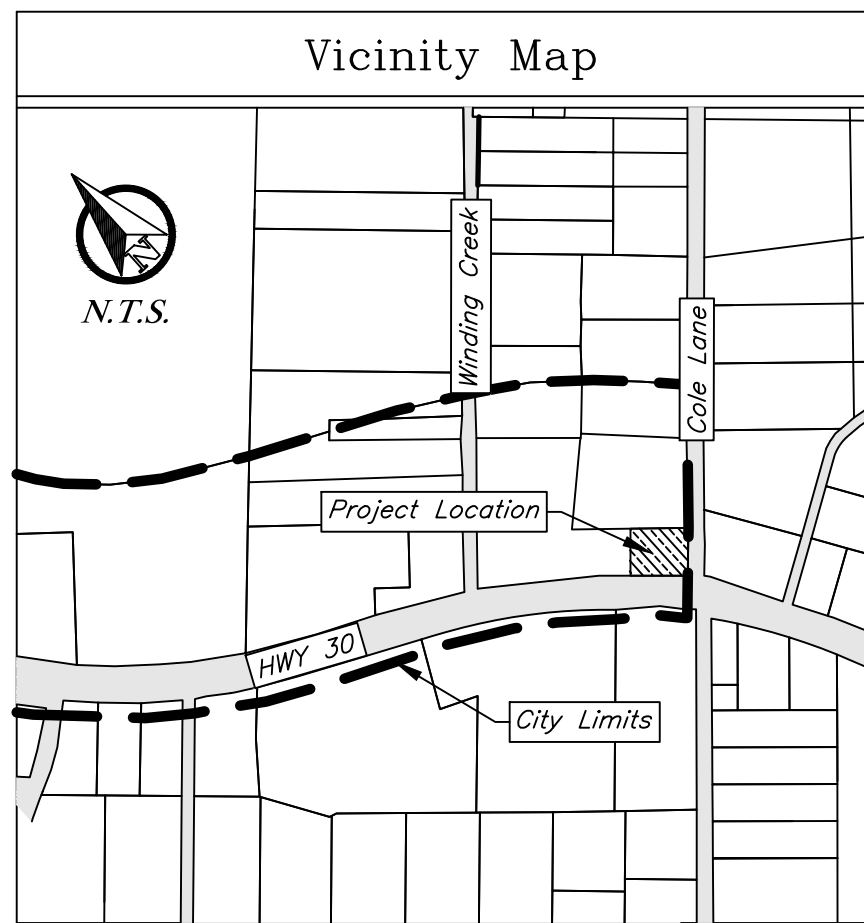 Vicinity Map
N
N.T.S.
Winding Creek
Cole Lane
Project Location
HWY 30
City Limits